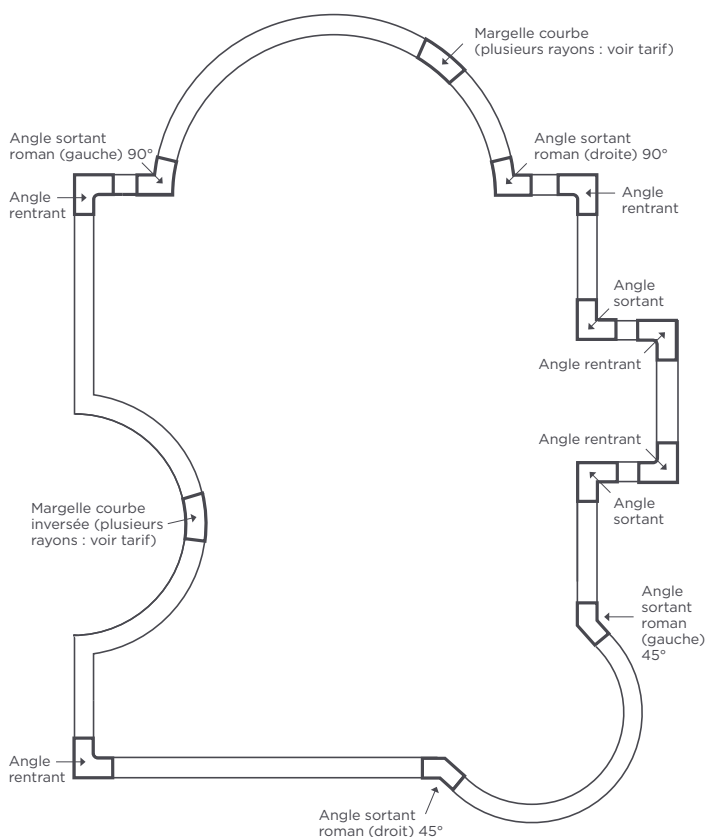 Margelle courbe
(plusieurs rayons : voir tarif)
Angle sortant
roman (gauche) 90°
Angle sortant
roman (droite) 90°
Angle
rentrant
Angle
rentrant
Angle
sortant
Angle rentrant
Angle rentrant
Angle
sortant
Margelle courbe
inversée (plusieurs
rayons : voir tarif)
Angle
sortant
roman
(gauche)
45°
Angle
rentrant
Angle sortant
roman (droit) 45°